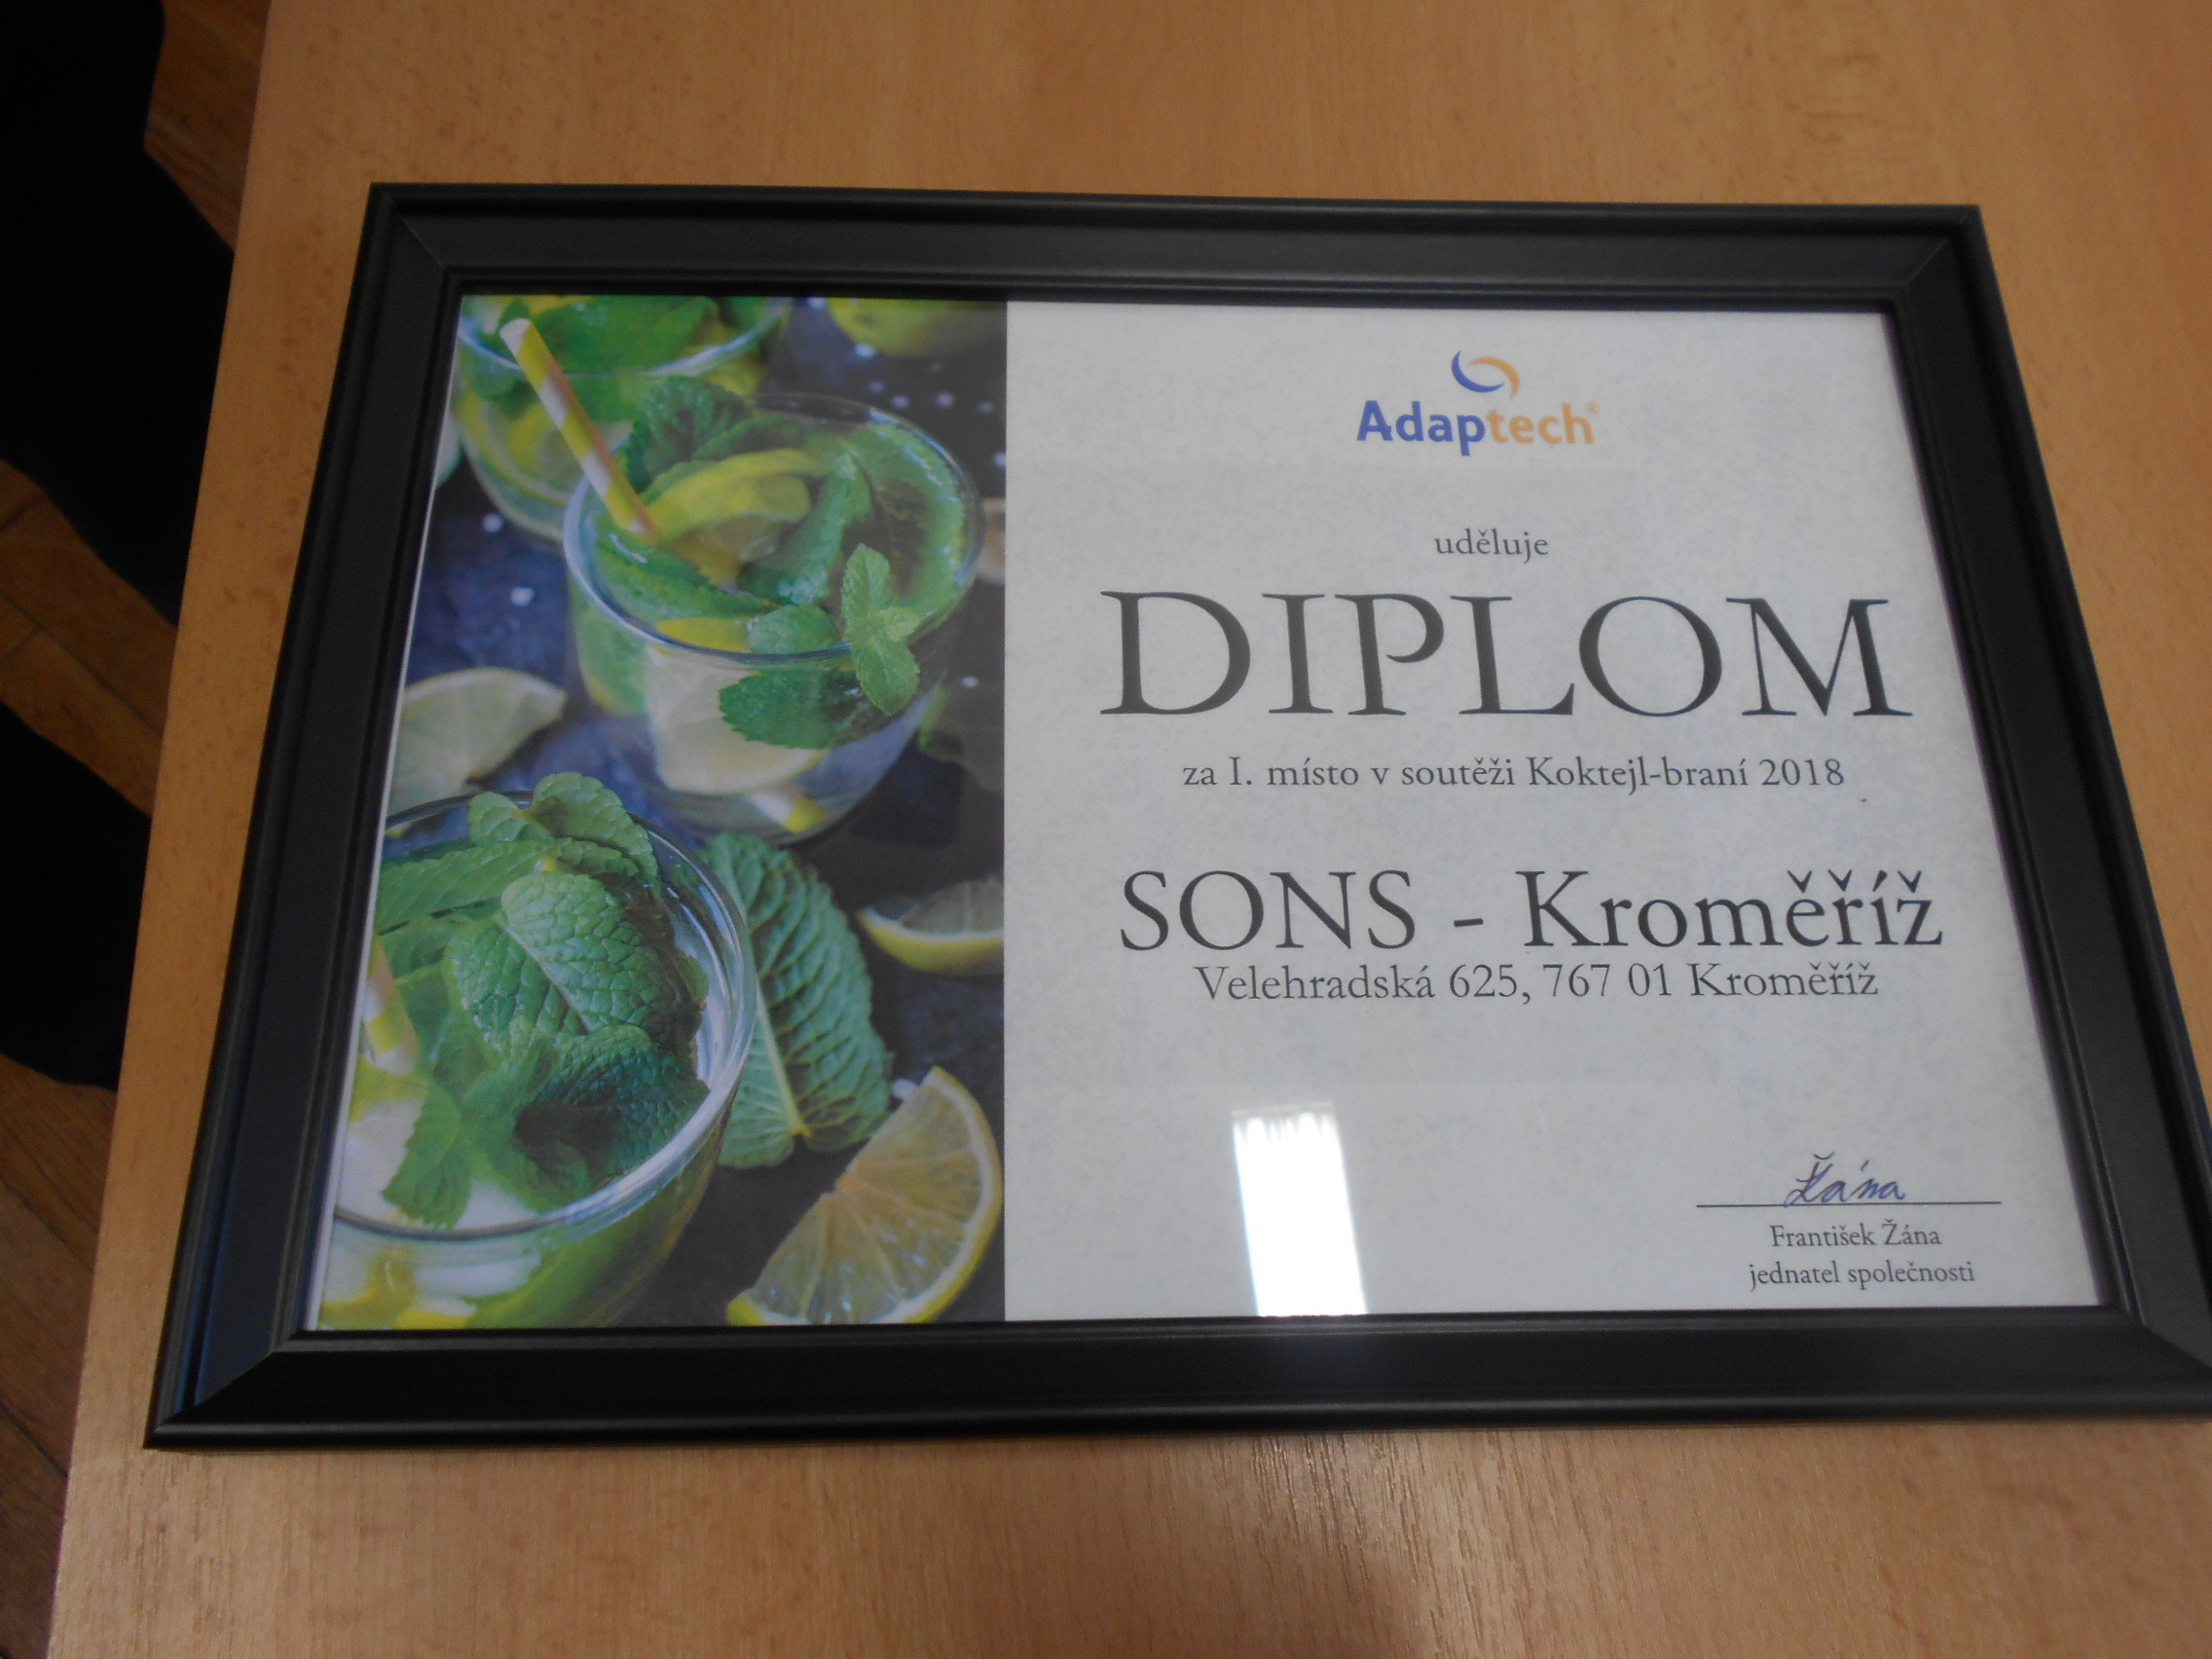 Adaptech®
uděluje
DIPLOM
za I. místo v soutěži Koktejl-braní 2018
SONS - Kroměříž
Velehradská 625, 767 01 Kroměříž
Žána
František Žána
jednatel společnosti